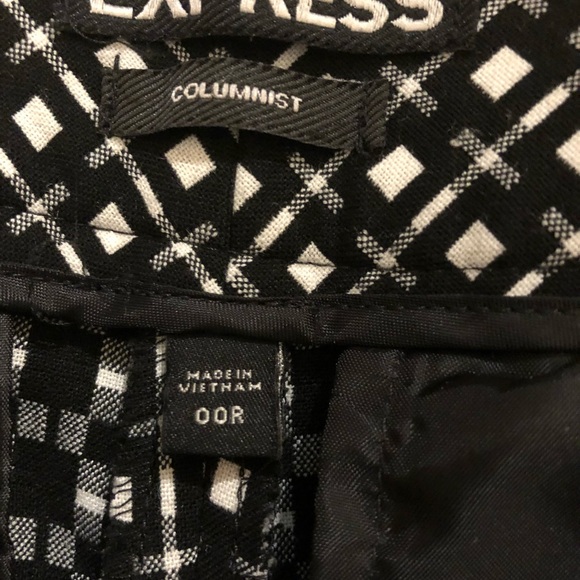 EXPRESS
COLUMNIST
MADE IN
VIETNAM
00R